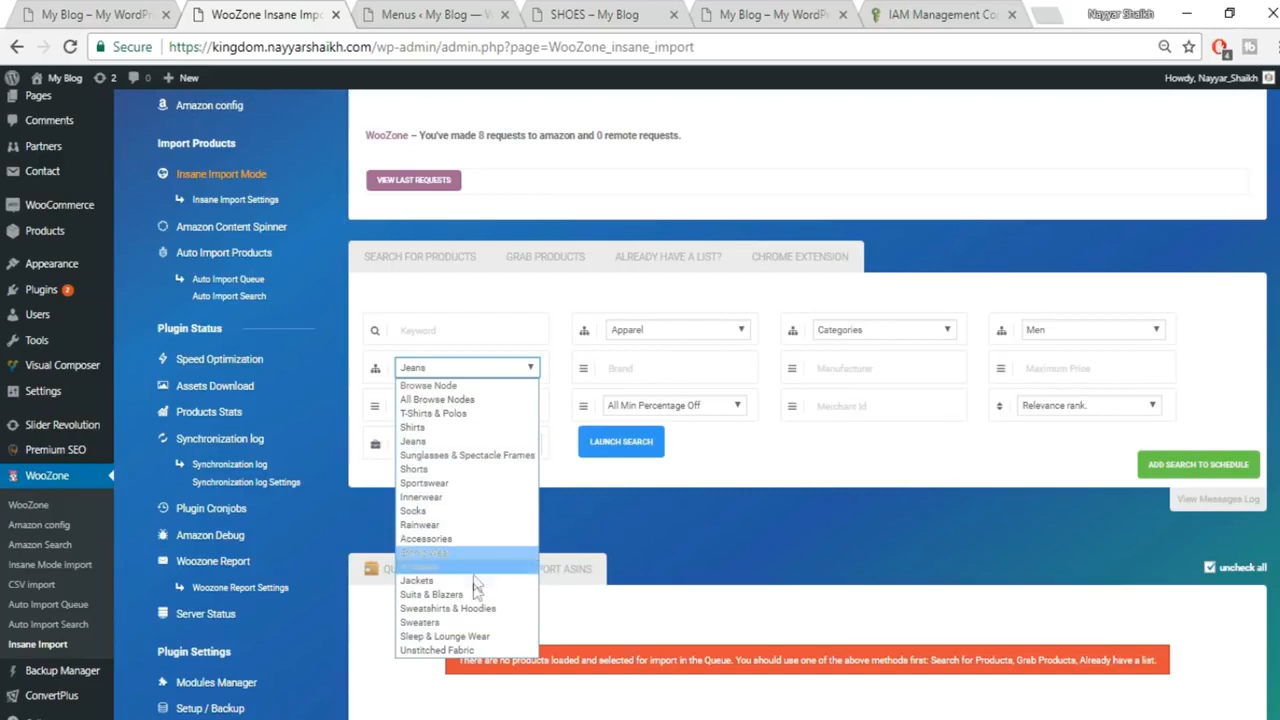 My Blog – My WordPr
WooZone Insane Impo
Menus ‹ My Blog — W
SHOES – My Blog
My Blog – My WordPr
IAM Management Co
Nayyar Shaikh
Secure
https://kingdom.nayyarshaikh.com/wp-admin/admin.php?page=WooZone_insane_import
4
My Blog
2
0
New
Howdy, Nayyar_Shaikh
Pages
Comments
Partners
Contact
WooCommerce
Products
Appearance
Plugins 2
Users
Tools
Visual Composer
Settings
Slider Revolution
Premium SEO
WooZone
WooZone
Amazon config
Amazon Search
Insane Mode Import
CSV import
Auto Import Queue
Auto Import Search
Insane Import
Backup Manager
ConvertPlus
Amazon config
Import Products
Insane Import Mode
Insane Import Settings
Amazon Content Spinner
Auto Import Products
Auto Import Queue
Auto Import Search
Plugin Status
Speed Optimization
Assets Download
Products Stats
Synchronization log
Synchronization log
Synchronization log Settings
Plugin Cronjobs
Amazon Debug
Woozone Report
Woozone Report Settings
Server Status
Plugin Settings
Modules Manager
Setup / Backup
WooZone – You've made 8 requests to amazon and 0 remote requests.
VIEW LAST REQUESTS
SEARCH FOR PRODUCTS
GRAB PRODUCTS
ALREADY HAVE A LIST?
CHROME EXTENSION
Keyword
Apparel
Categories
Men
Jeans
Brand
Manufacturer
Maximum Price
All Min Percentage Off
Merchant Id
Relevance rank.
LAUNCH SEARCH
ADD SEARCH TO SCHEDULE
View Messages Log
Browse Node
All Browse Nodes
T-Shirts & Polos
Shirts
Jeans
Sunglasses & Spectacle Frames
Shorts
Sportswear
Innerwear
Socks
Rainwear
Accessories
Jackets
Suits & Blazers
Sweatshirts & Hoodies
Sweaters
Sleep & Lounge Wear
Unstitched Fabric
ASINS
uncheck all
There are no products loaded and selected for import in the Queue. You should use one of the above methods first: Search for Products, Grab Products, Already have a list.